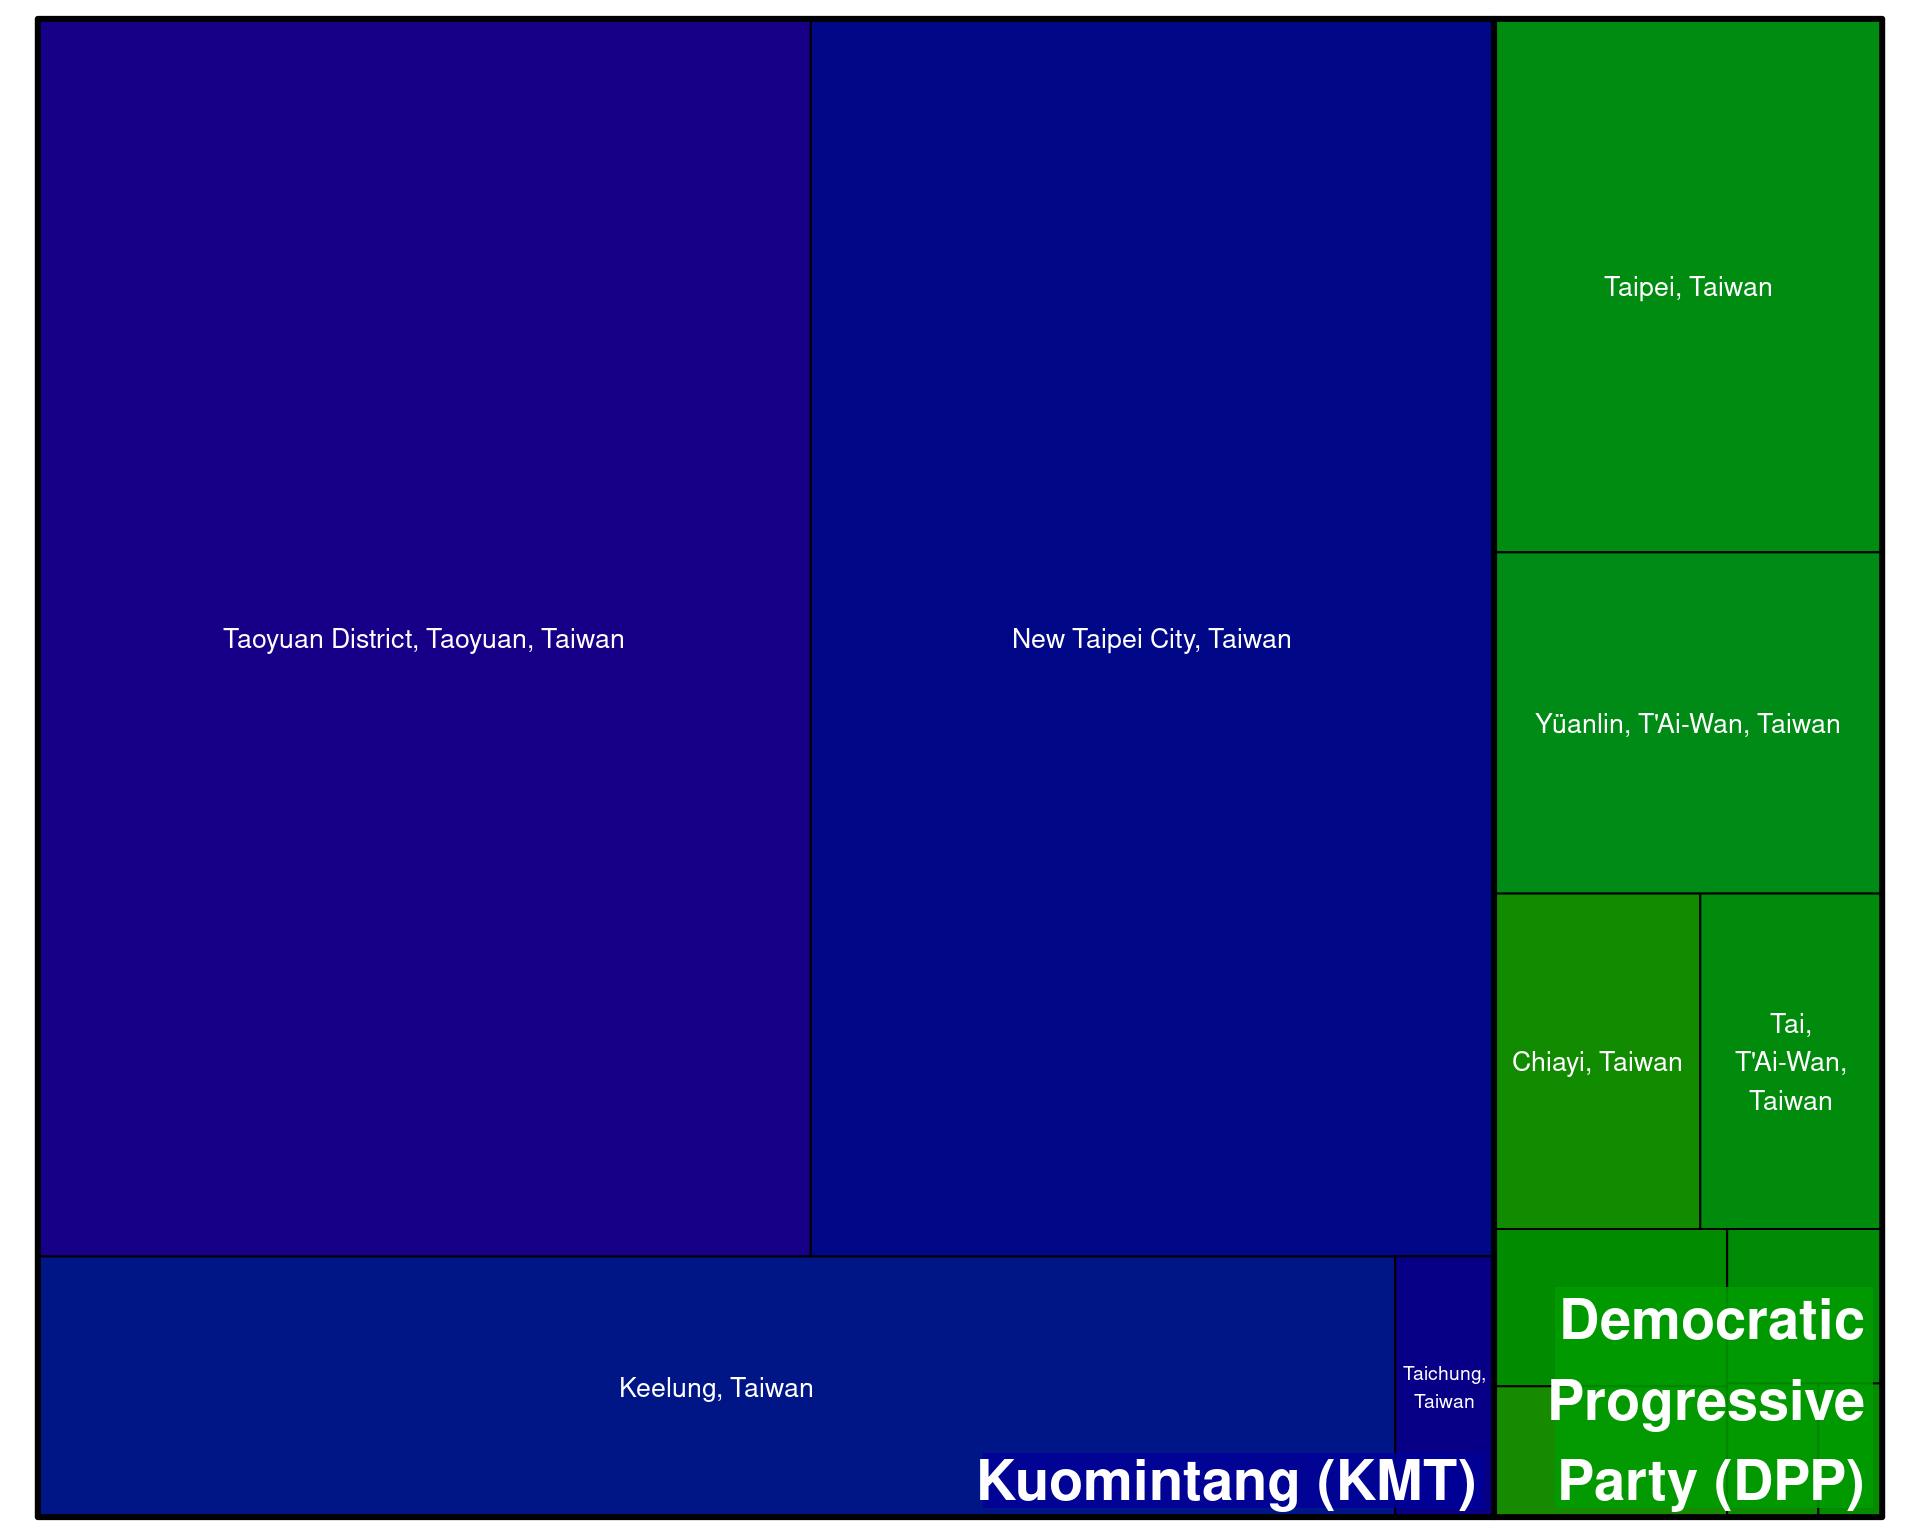 Taoyuan District, Taoyuan, Taiwan
New Taipei City, Taiwan
Keelung, Taiwan
Taichung,
Taiwan
Kuomintang (KMT)
Taipei, Taiwan
Yüanlin, T'Ai-Wan, Taiwan
Chiayi, Taiwan
Tai,
T'Ai-Wan,
Taiwan
Democratic
Progressive
Party (DPP)